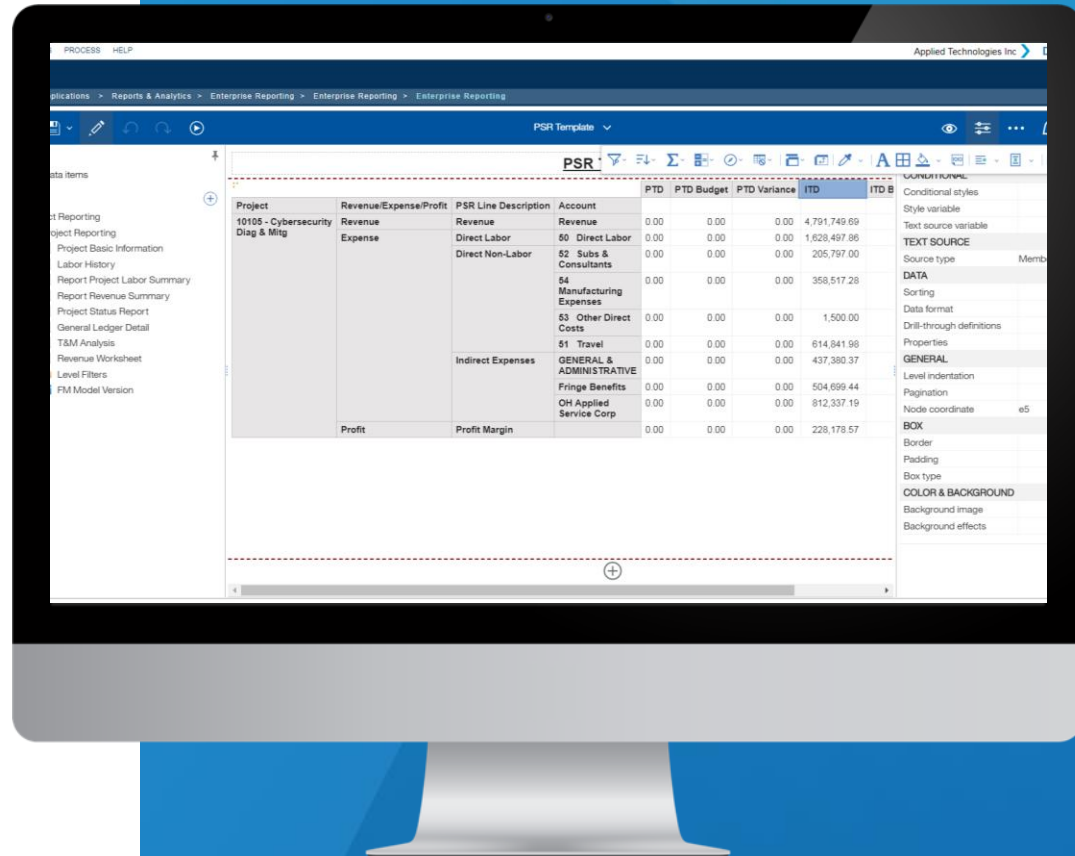 PROCESS HELP
Applied Technologies Inc
> Reports & Analytics > Enterprise Reporting > Enterprise Reporting > Enterprise Reporting
PSR Template
PSR
items
Reporting
Reporting
Project Basic Information
Labor History
Report Project Labor Summary
Report Revenue Summary
Project Status Report
General Ledger Detail
T&M Analysis
Revenue Worksheet
Level Filters
FM Model Version
PTD PTD Budget PTD Variance ITD ITD B
Project Revenue/Expense/Profit PSR Line Description Account
10105 - Cybersecurity Diag & Mitg Revenue Revenue Revenue 0.00 0.00 0.00 4,791,749.69
Expense Direct Labor 50 Direct Labor 0.00 0.00 0.00 1,628,497.86
Direct Non-Labor 52 Subs & Consultants 0.00 0.00 0.00 205,797.00
54 Manufacturing Expenses 0.00 0.00 0.00 358,517.28
53 Other Direct Costs 0.00 0.00 0.00 1,500.00
51 Travel 0.00 0.00 0.00 614,841.98
Indirect Expenses GENERAL & ADMINISTRATIVE 0.00 0.00 0.00 437,380.37
Fringe Benefits 0.00 0.00 0.00 504,699.44
OH Applied Service Corp 0.00 0.00 0.00 812,337.19
Profit Profit Margin 0.00 0.00 0.00 228,178.57
CONDITIONAL
Conditional styles
Style variable
Text source variable
TEXT SOURCE
Source type
DATA
Sorting
Data format
Drill-through definitions
Properties
GENERAL
Level indentation
Pagination
Node coordinate e5
BOX
Border
Padding
Box type
COLOR & BACKGROUND
Background image
Background effects